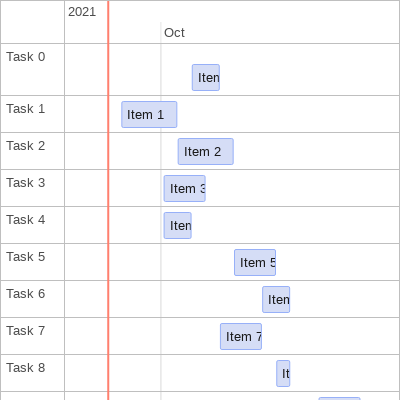 2021
Oct
Task 0
Iten
Task 1
Item 1
Task 2
Item 2
Task 3
Item 3
Task 4
Iten
Task 5
Item 5
Task 6
Iten
Task 7
Item 7
Task 8
It